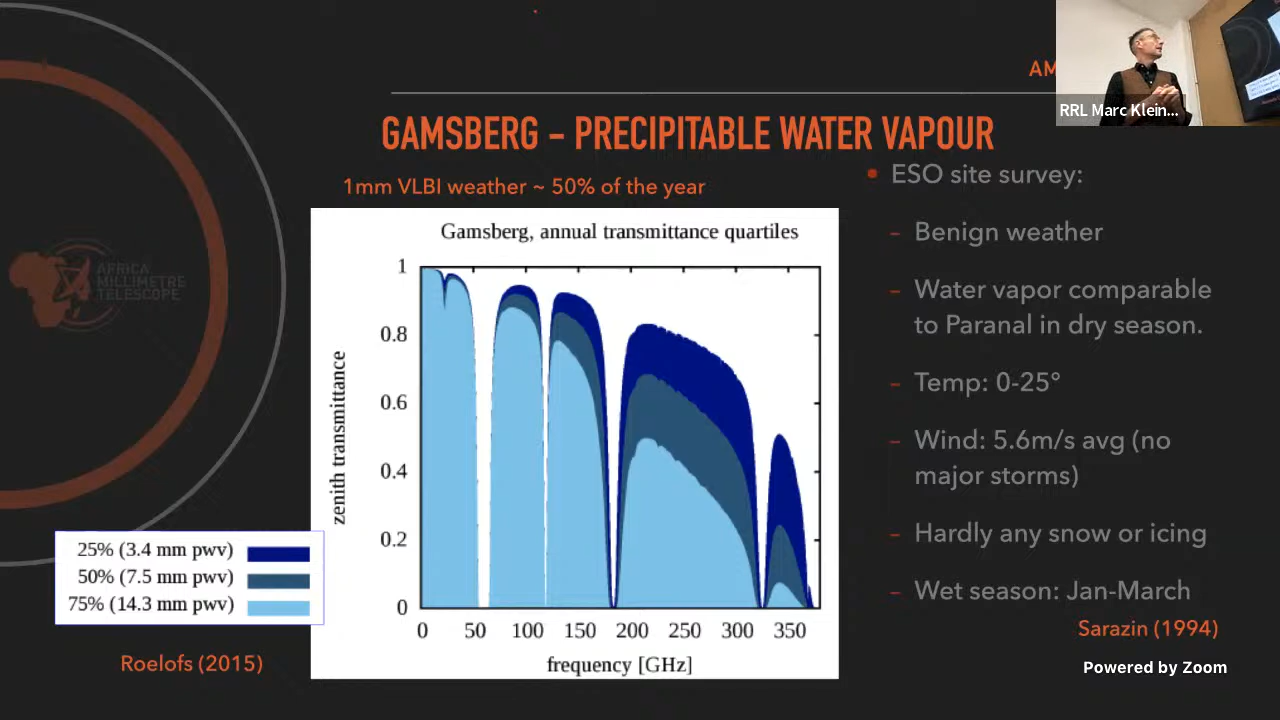 AM
RRL Marc Klein...
GAMSBERG – PRECIPITABLE WATER VAPOUR
1mm VLBI weather ~ 50% of the year
AFRICA
MILLIMETRE
TELESCOPE
Gamsberg, annual transmittance quartiles
zenith transmittance
1
0.8
0.6
0.4
0.2
0
0 50 100 150 200 250 300 350
frequency [GHz]
25% (3.4 mm pwv)
50% (7.5 mm pwv)
75% (14.3 mm pwv)
Roelofs (2015)
• ESO site survey:
– Benign weather
– Water vapor comparable
to Paranal in dry season.
– Temp: 0-25°
– Wind: 5.6m/s avg (no
major storms)
– Hardly any snow or icing
– Wet season: Jan-March
Sarazin (1994)
Powered by Zoom